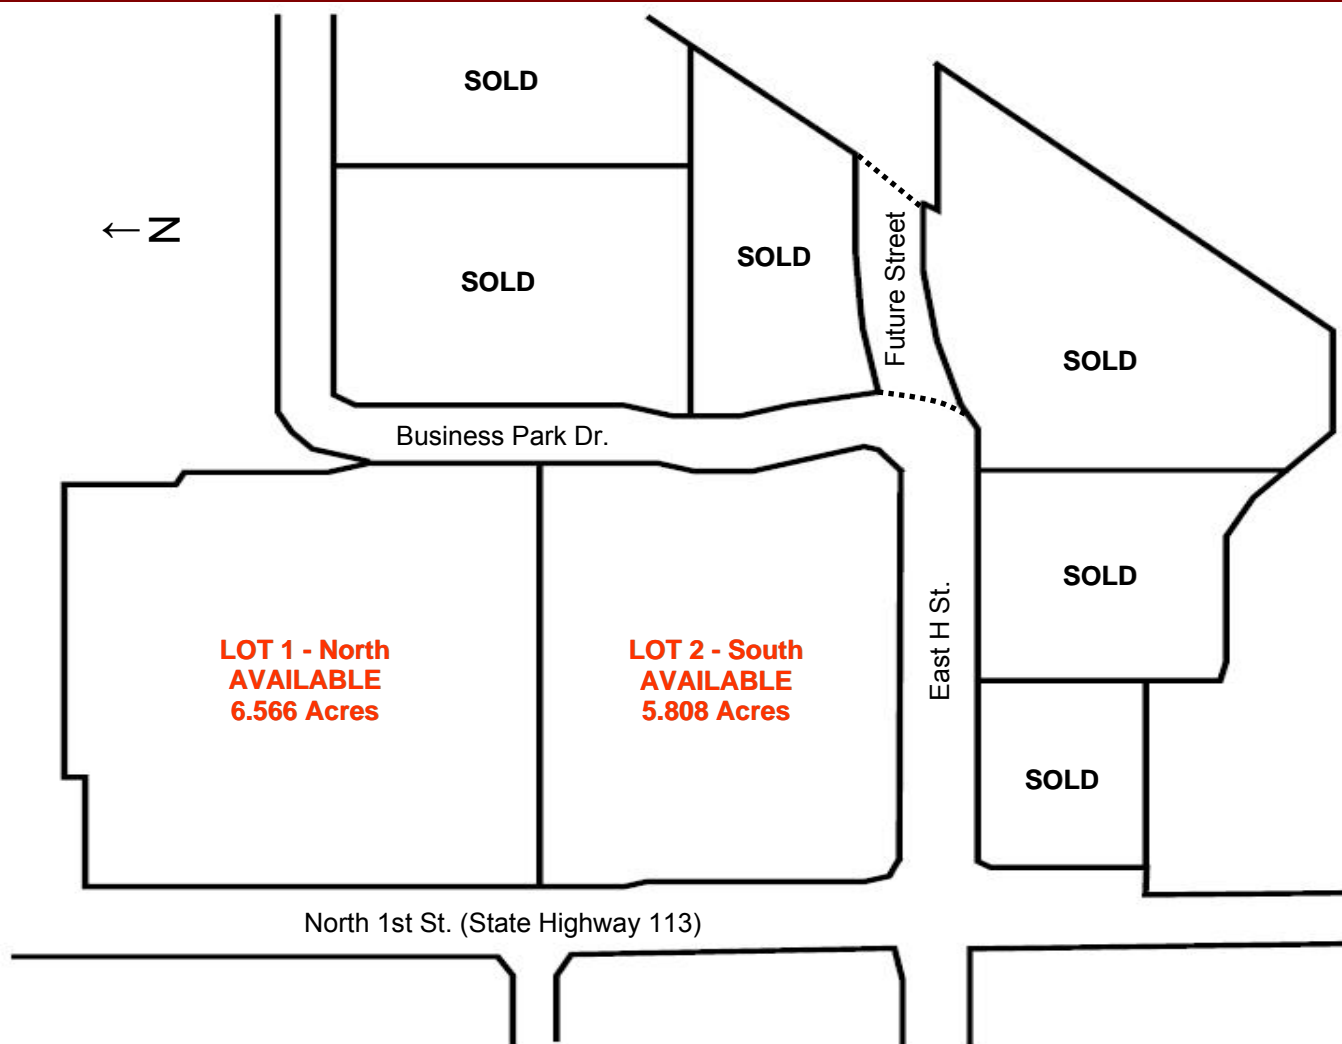 SOLD
← N
SOLD
SOLD
Future Street
SOLD
Business Park Dr.
SOLD
East H St.
LOT 1 - North
AVAILABLE
6.566 Acres
LOT 2 - South
AVAILABLE
5.808 Acres
SOLD
North 1st St. (State Highway 113)